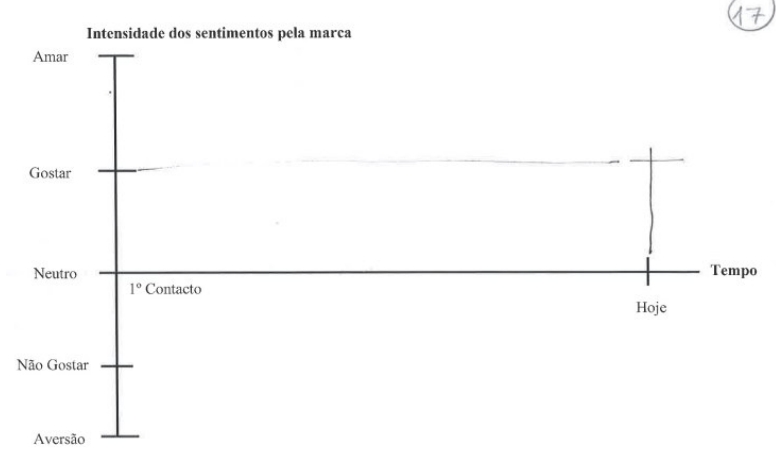 17
Intensidade dos sentimentos pela marca
Amar
Gostar
Neutro
1º Contacto
Tempo
Hoje
Não Gostar
Aversão